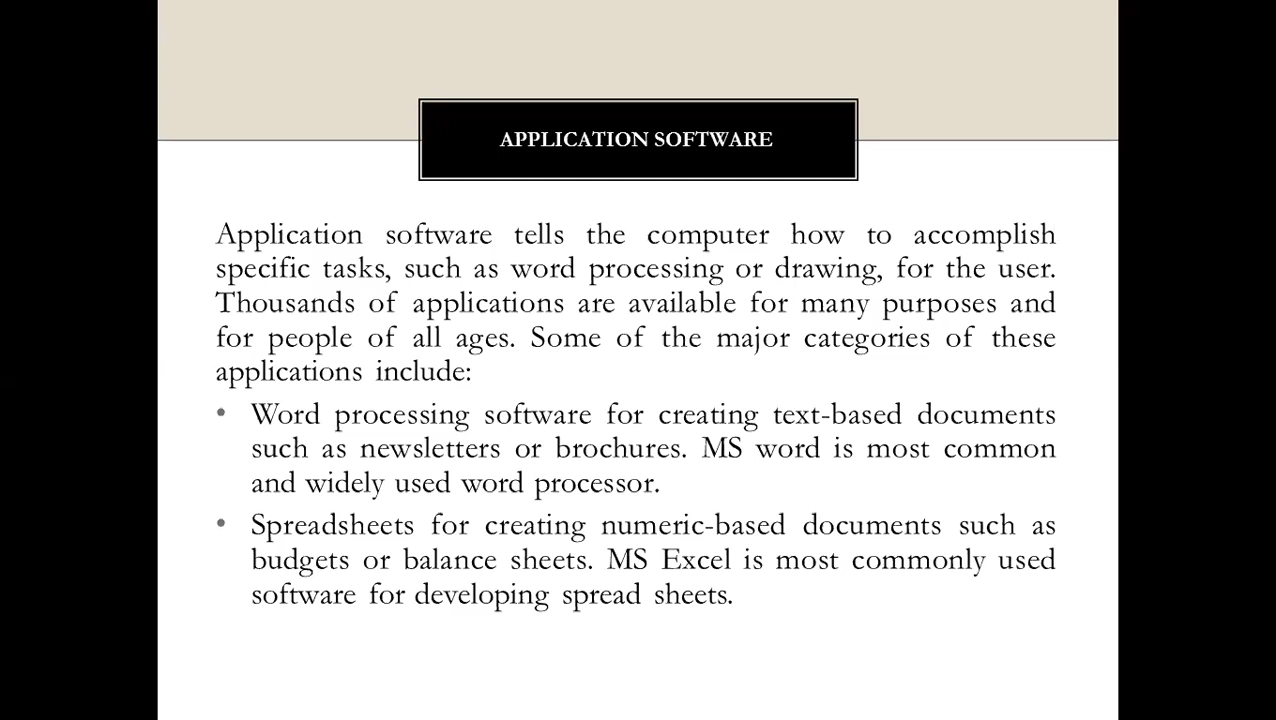 APPLICATION SOFTWARE
Application software tells the computer how to accomplish
specific tasks, such as word processing or drawing, for the user.
Thousands of applications are available for many purposes and
for people of all ages. Some of the major categories of these
applications include:
• Word processing software for creating text-based documents
such as newsletters or brochures. MS word is most common
and widely used word processor.
• Spreadsheets for creating numeric-based documents such as
budgets or balance sheets. MS Excel is most commonly used
software for developing spread sheets.